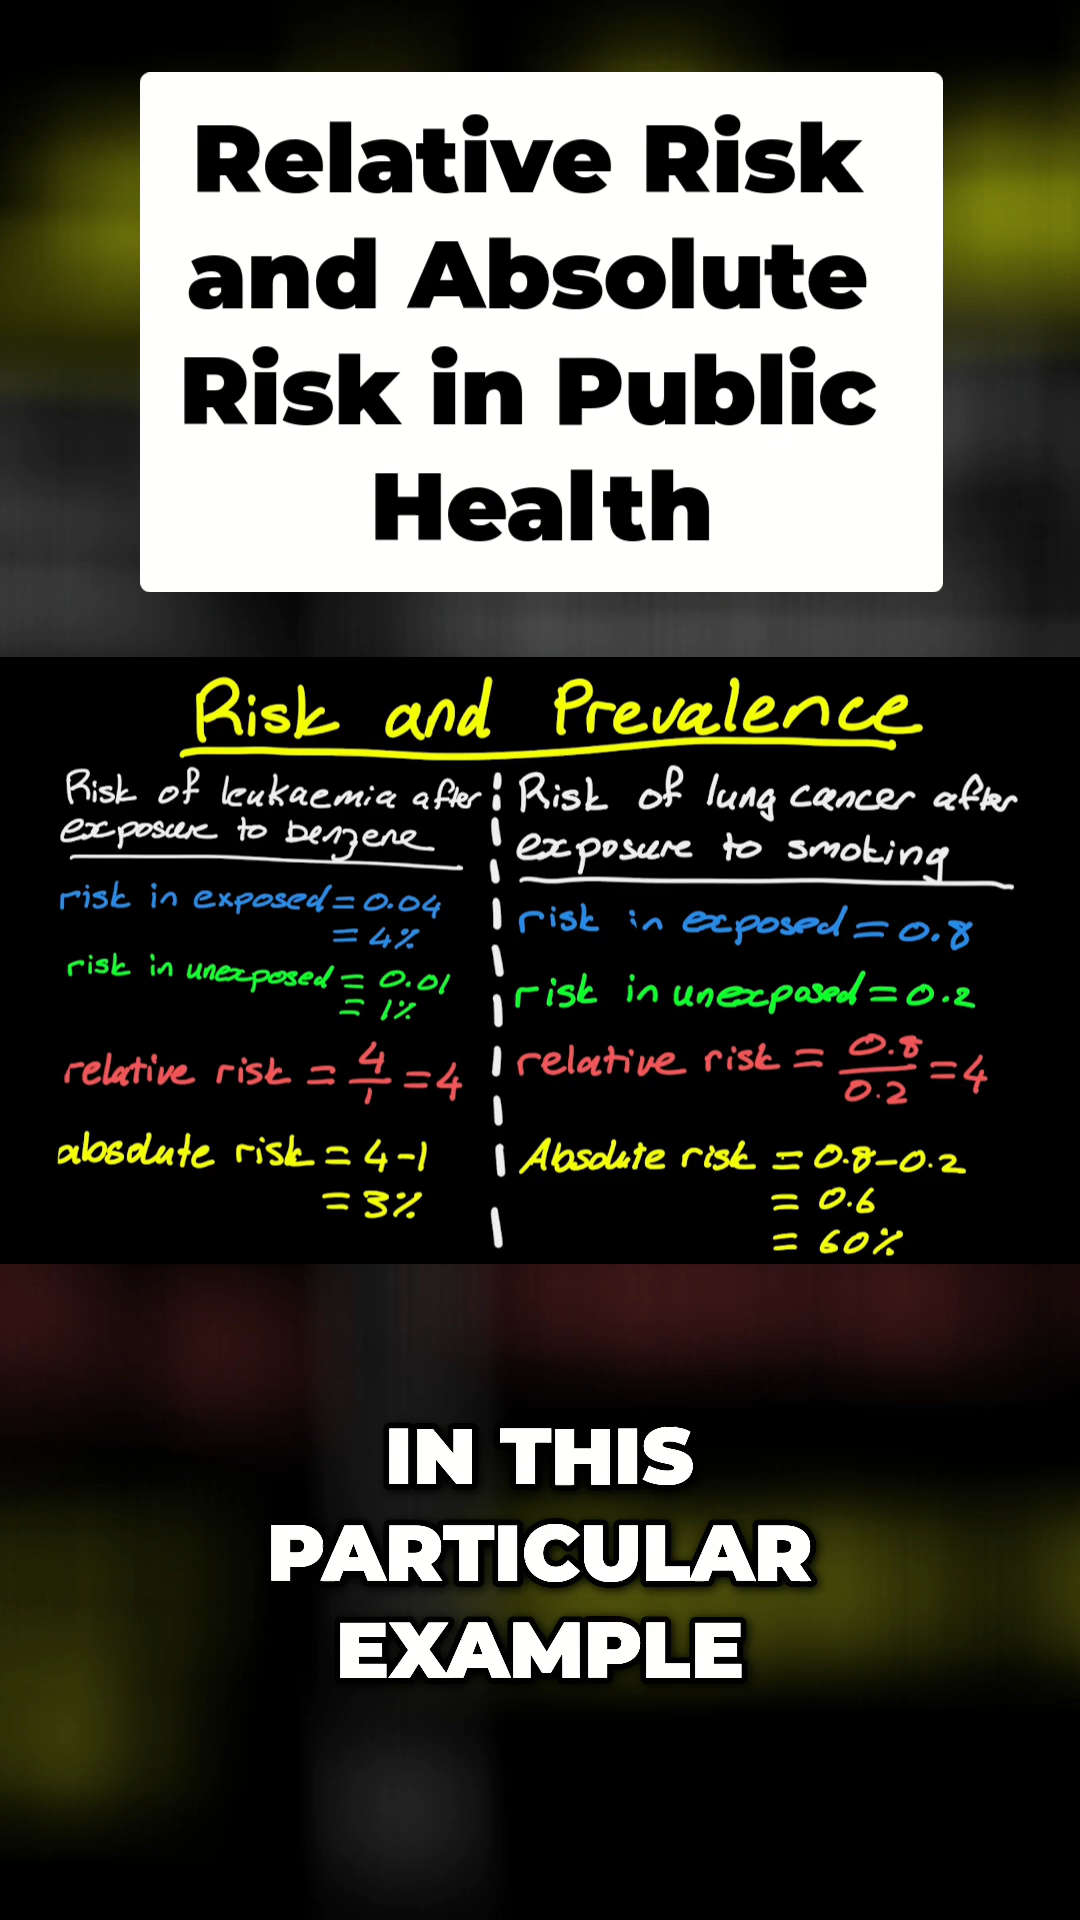 Relative Risk
and Absolute
Risk in Public
Health
Risk and Prevalence
Risk of leukaemia after
exposure to benzene
risk in exposed = 0.04
= 4%
risk in unexposed = 0.01
= 1%
relative risk = 4/1 = 4
absolute risk = 4-1
= 3%
Risk of lung cancer after
exposure to smoking
risk in exposed = 0.8
risk in unexposed = 0.2
relative risk = 0.8/0.2 = 4
Absolute risk = 0.8-0.2
= 0.6
= 60%
IN THIS
PARTICULAR
EXAMPLE